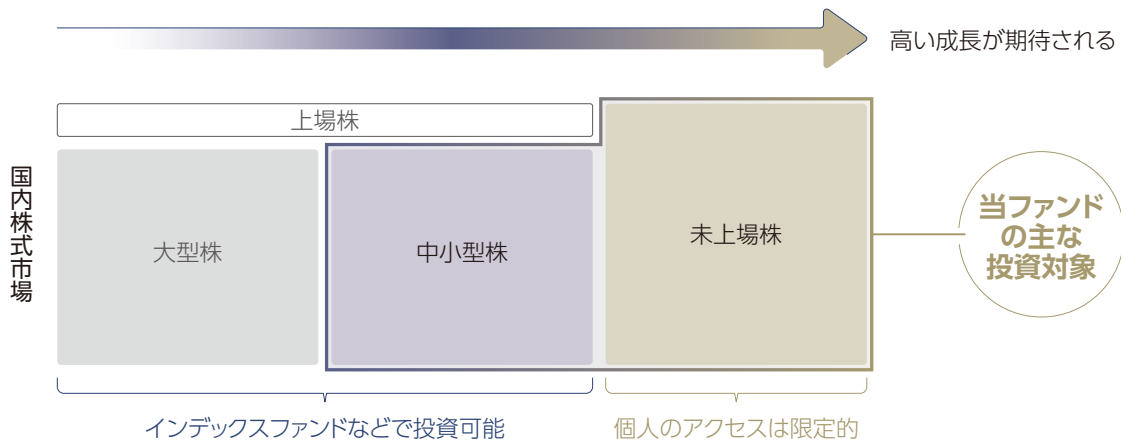 高い成長が期待される
上場株
国内株式市場
大型株
中小型株
未上場株
当ファンド
の主な
投資対象
インデックスファンドなどで投資可能
個人のアクセスは限定的